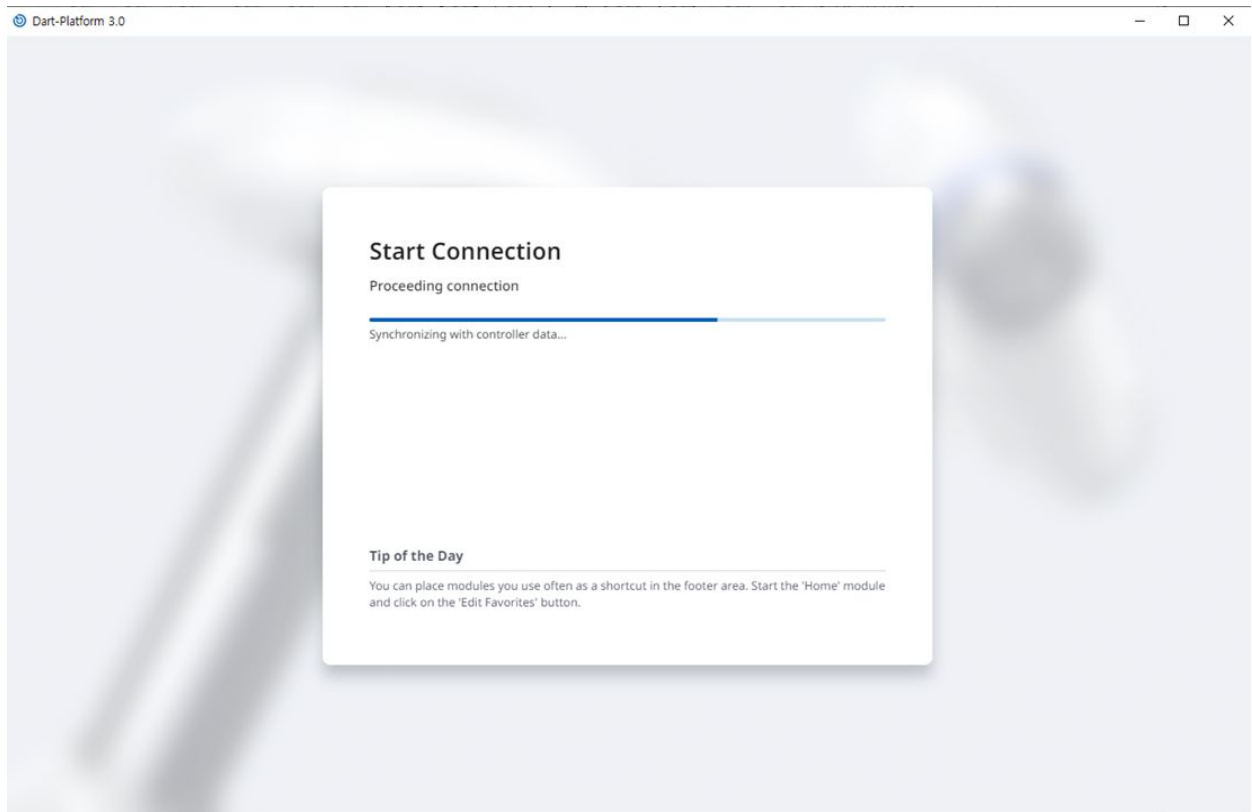 Dart-Platform 3.0
Start Connection
Proceeding connection
Synchronizing with controller data...
Tip of the Day
You can place modules you use often as a shortcut in the footer area. Start the 'Home' module
and click on the 'Edit Favorites' button.